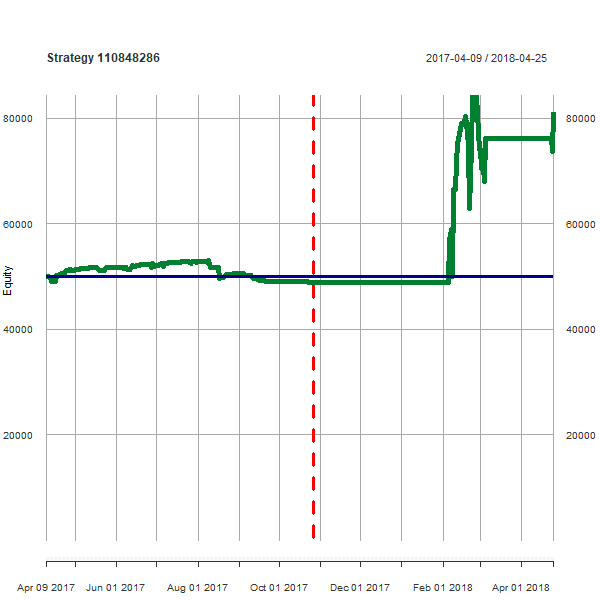 Strategy 110848286
2017-04-09 / 2018-04-25
80000
80000
60000
60000
Equity
40000
40000
20000
20000
Apr 09 2017
Jun 01 2017
Aug 01 2017
Oct 01 2017
Dec 01 2017
Feb 01 2018
Apr 01 2018